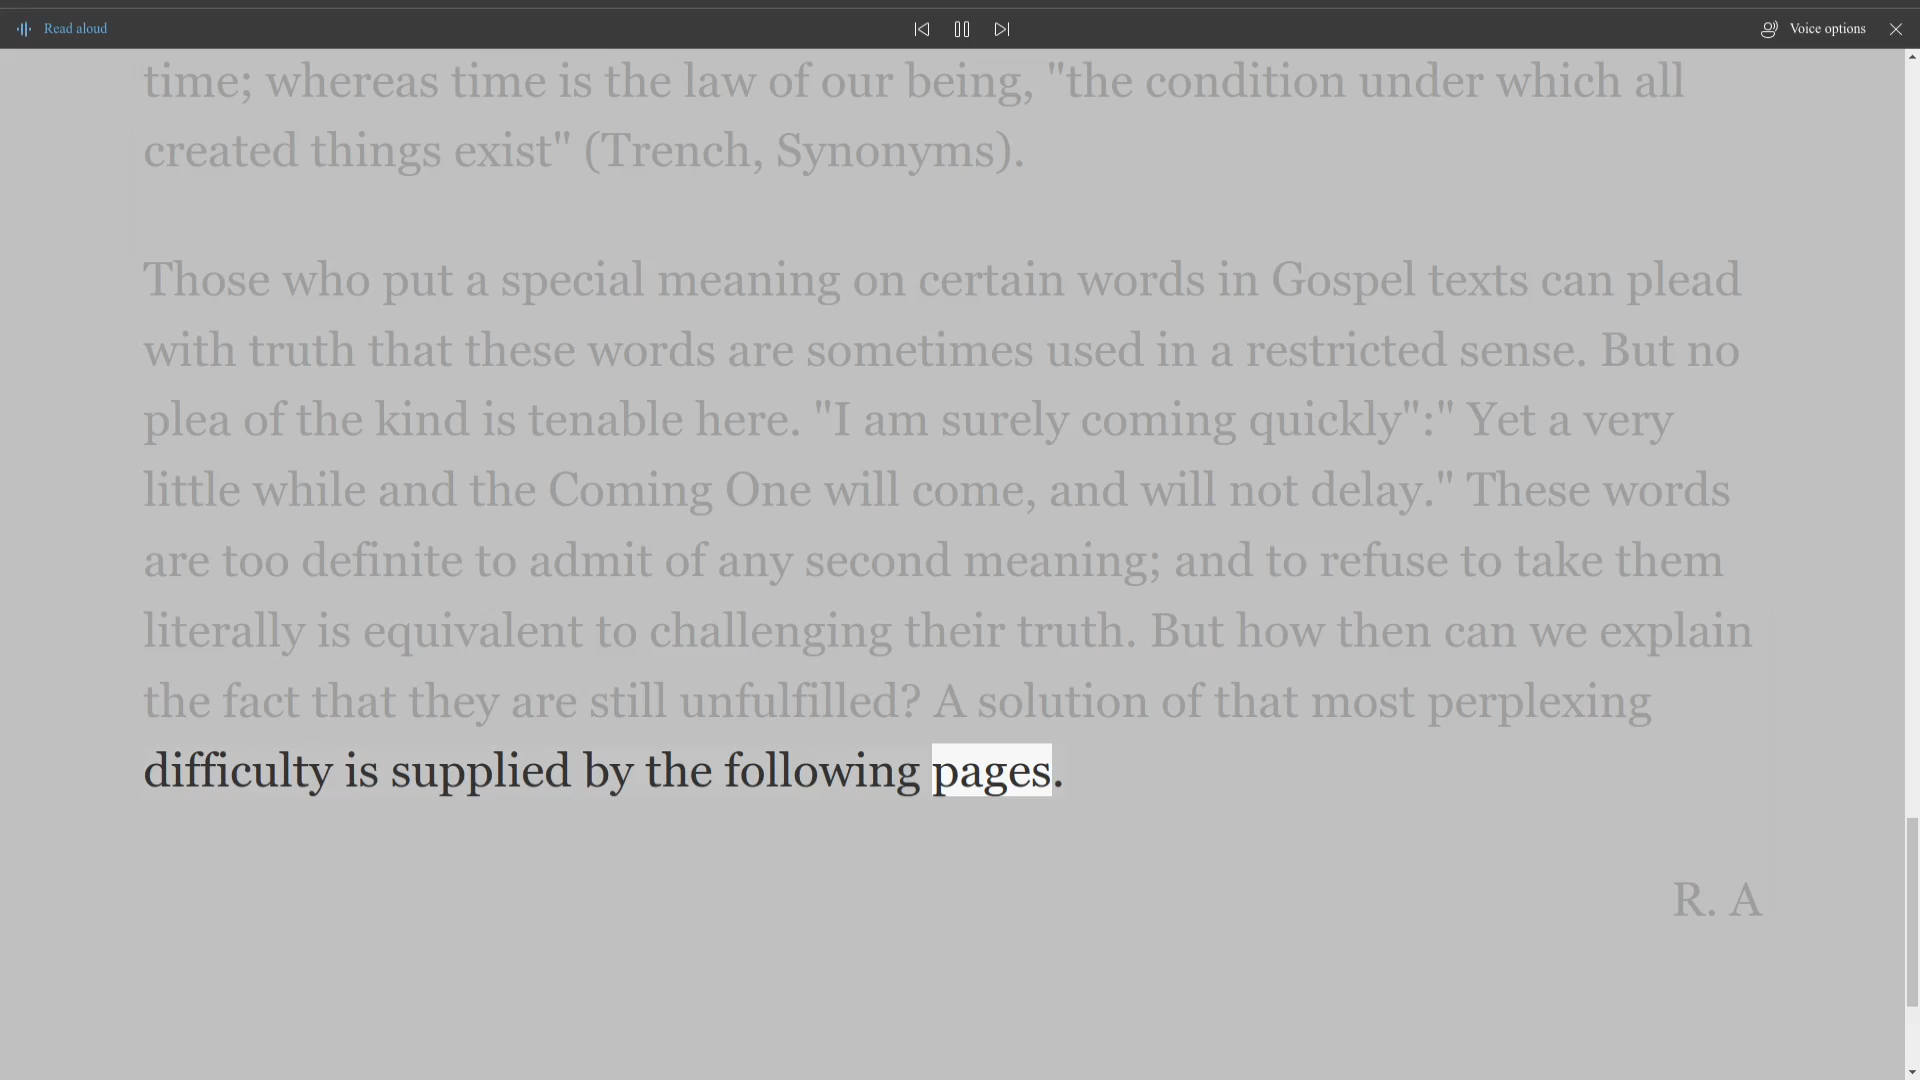 Read aloud
Voice options
time; whereas time is the law of our being, "the condition under which all
created things exist" (Trench, Synonyms).
Those who put a special meaning on certain words in Gospel texts can plead
with truth that these words are sometimes used in a restricted sense. But no
plea of the kind is tenable here. "I am surely coming quickly":" Yet a very
little while and the Coming One will come, and will not delay." These words
are too definite to admit of any second meaning; and to refuse to take them
literally is equivalent to challenging their truth. But how then can we explain
the fact that they are still unfulfilled? A solution of that most perplexing
difficulty is supplied by the following pages.
R. A